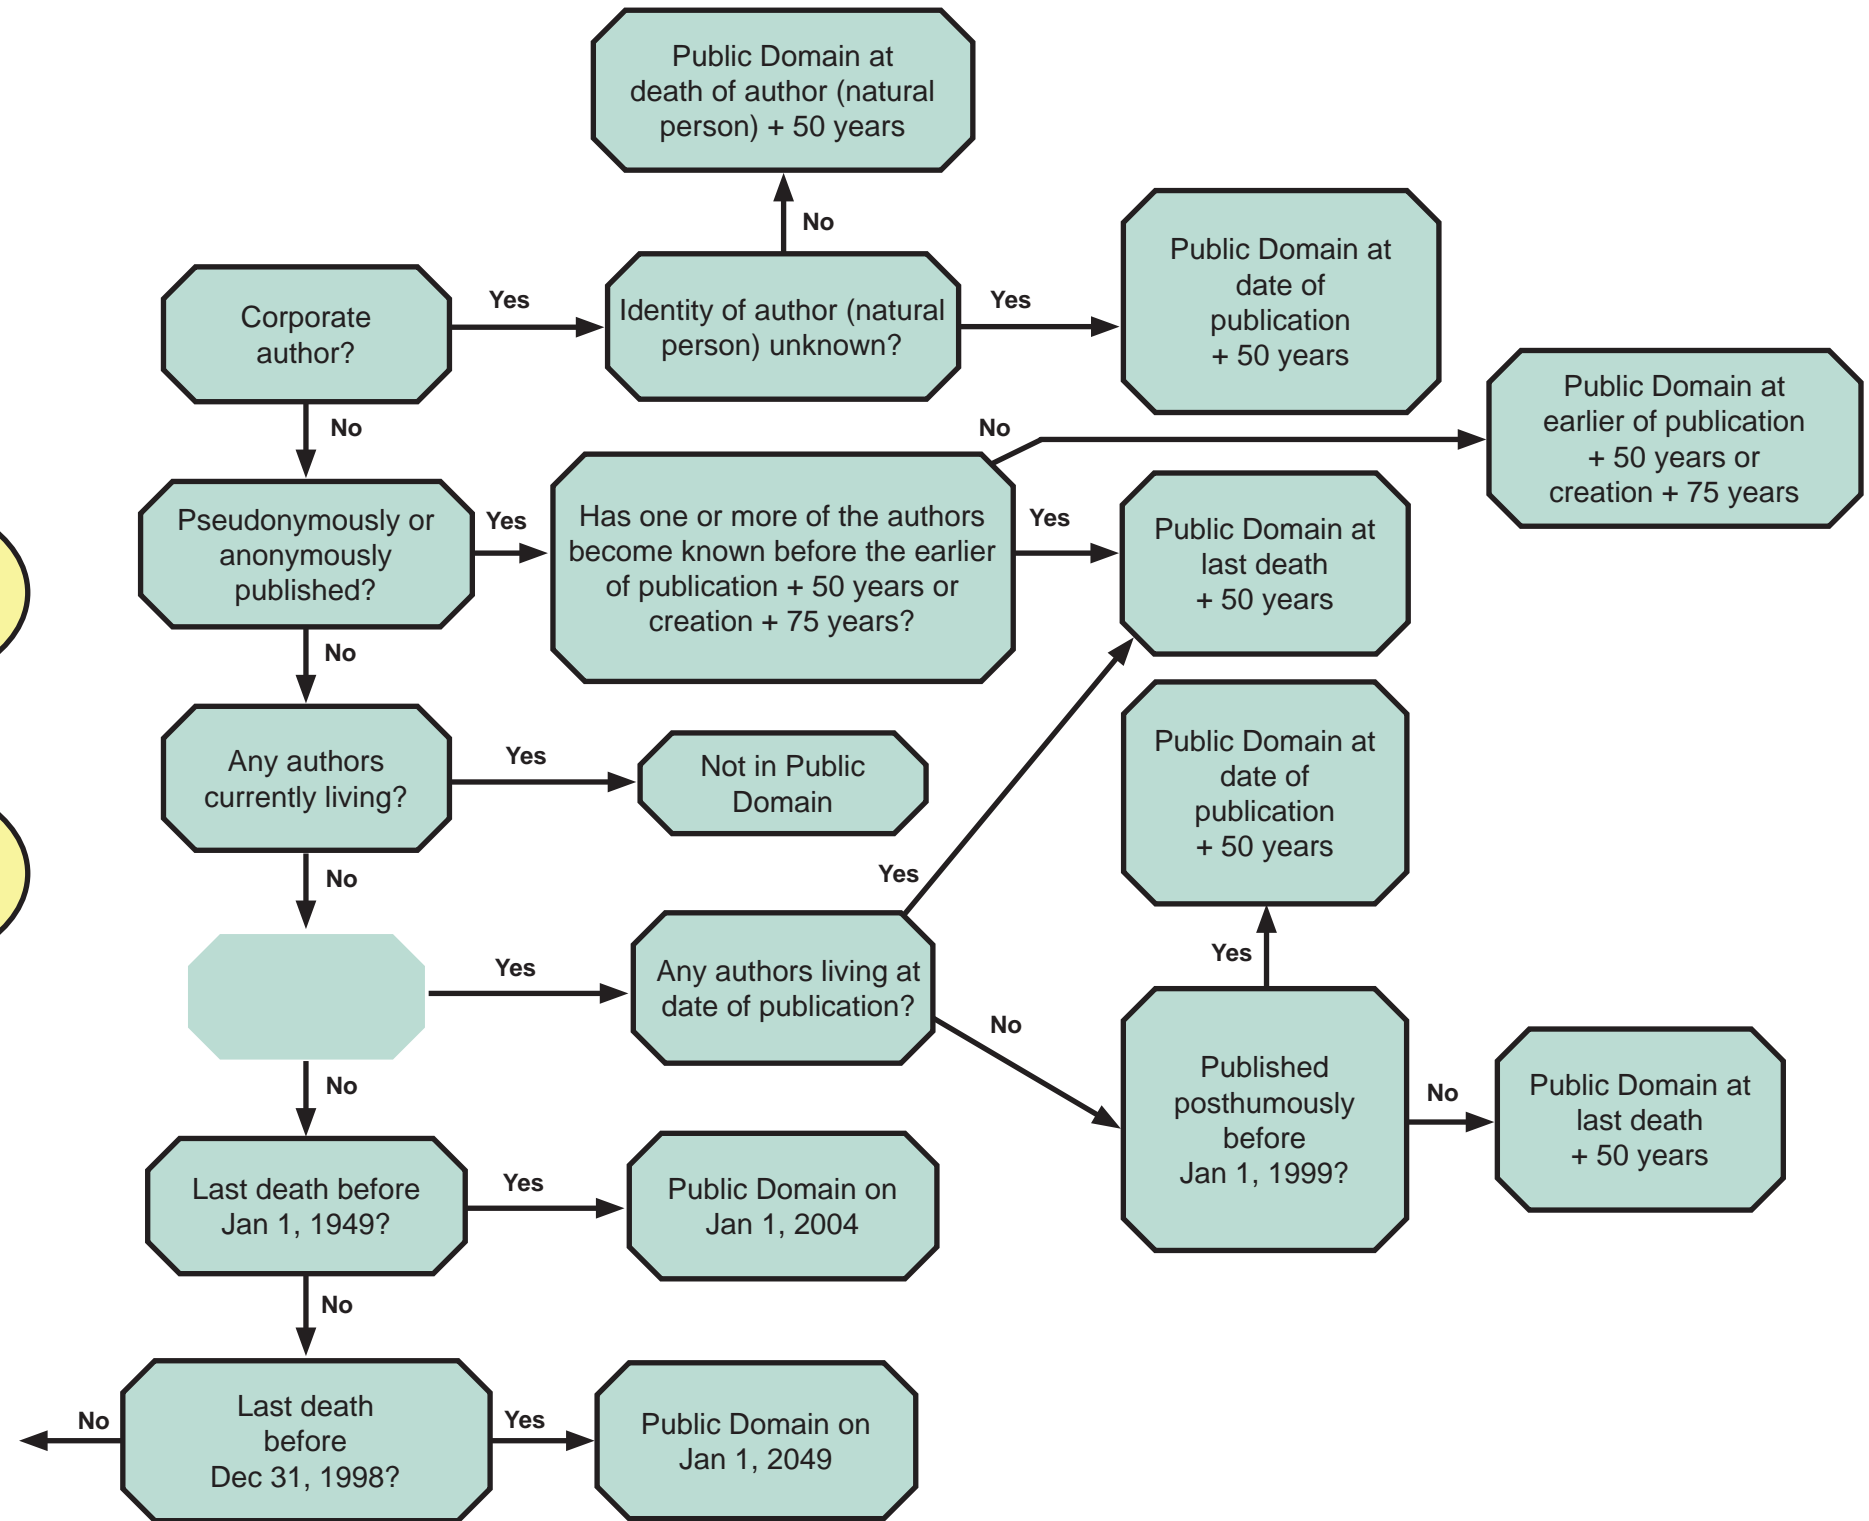 Public Domain at
death of author (natural
person) + 50 years
No
Corporate
author?
Yes
Identity of author (natural
person) unknown?
Yes
Public Domain at
date of
publication
+ 50 years
No
No
Public Domain at
earlier of publication
+ 50 years or
creation + 75 years
Pseudonymously or
anonymously
published?
Yes
Has one or more of the authors
become known before the earlier
of publication + 50 years or
creation + 75 years?
Yes
Public Domain at
last death
+ 50 years
No
Any authors
currently living?
Yes
Not in Public
Domain
Public Domain at
date of
publication
+ 50 years
No
Yes
Yes
Yes
Any authors living at
date of publication?
No
Published
posthumously
before
Jan 1, 1999?
No
Public Domain at
last death
+ 50 years
No
Last death before
Jan 1, 1949?
Yes
Public Domain on
Jan 1, 2004
No
No
Last death
before
Dec 31, 1998?
Yes
Public Domain on
Jan 1, 2049